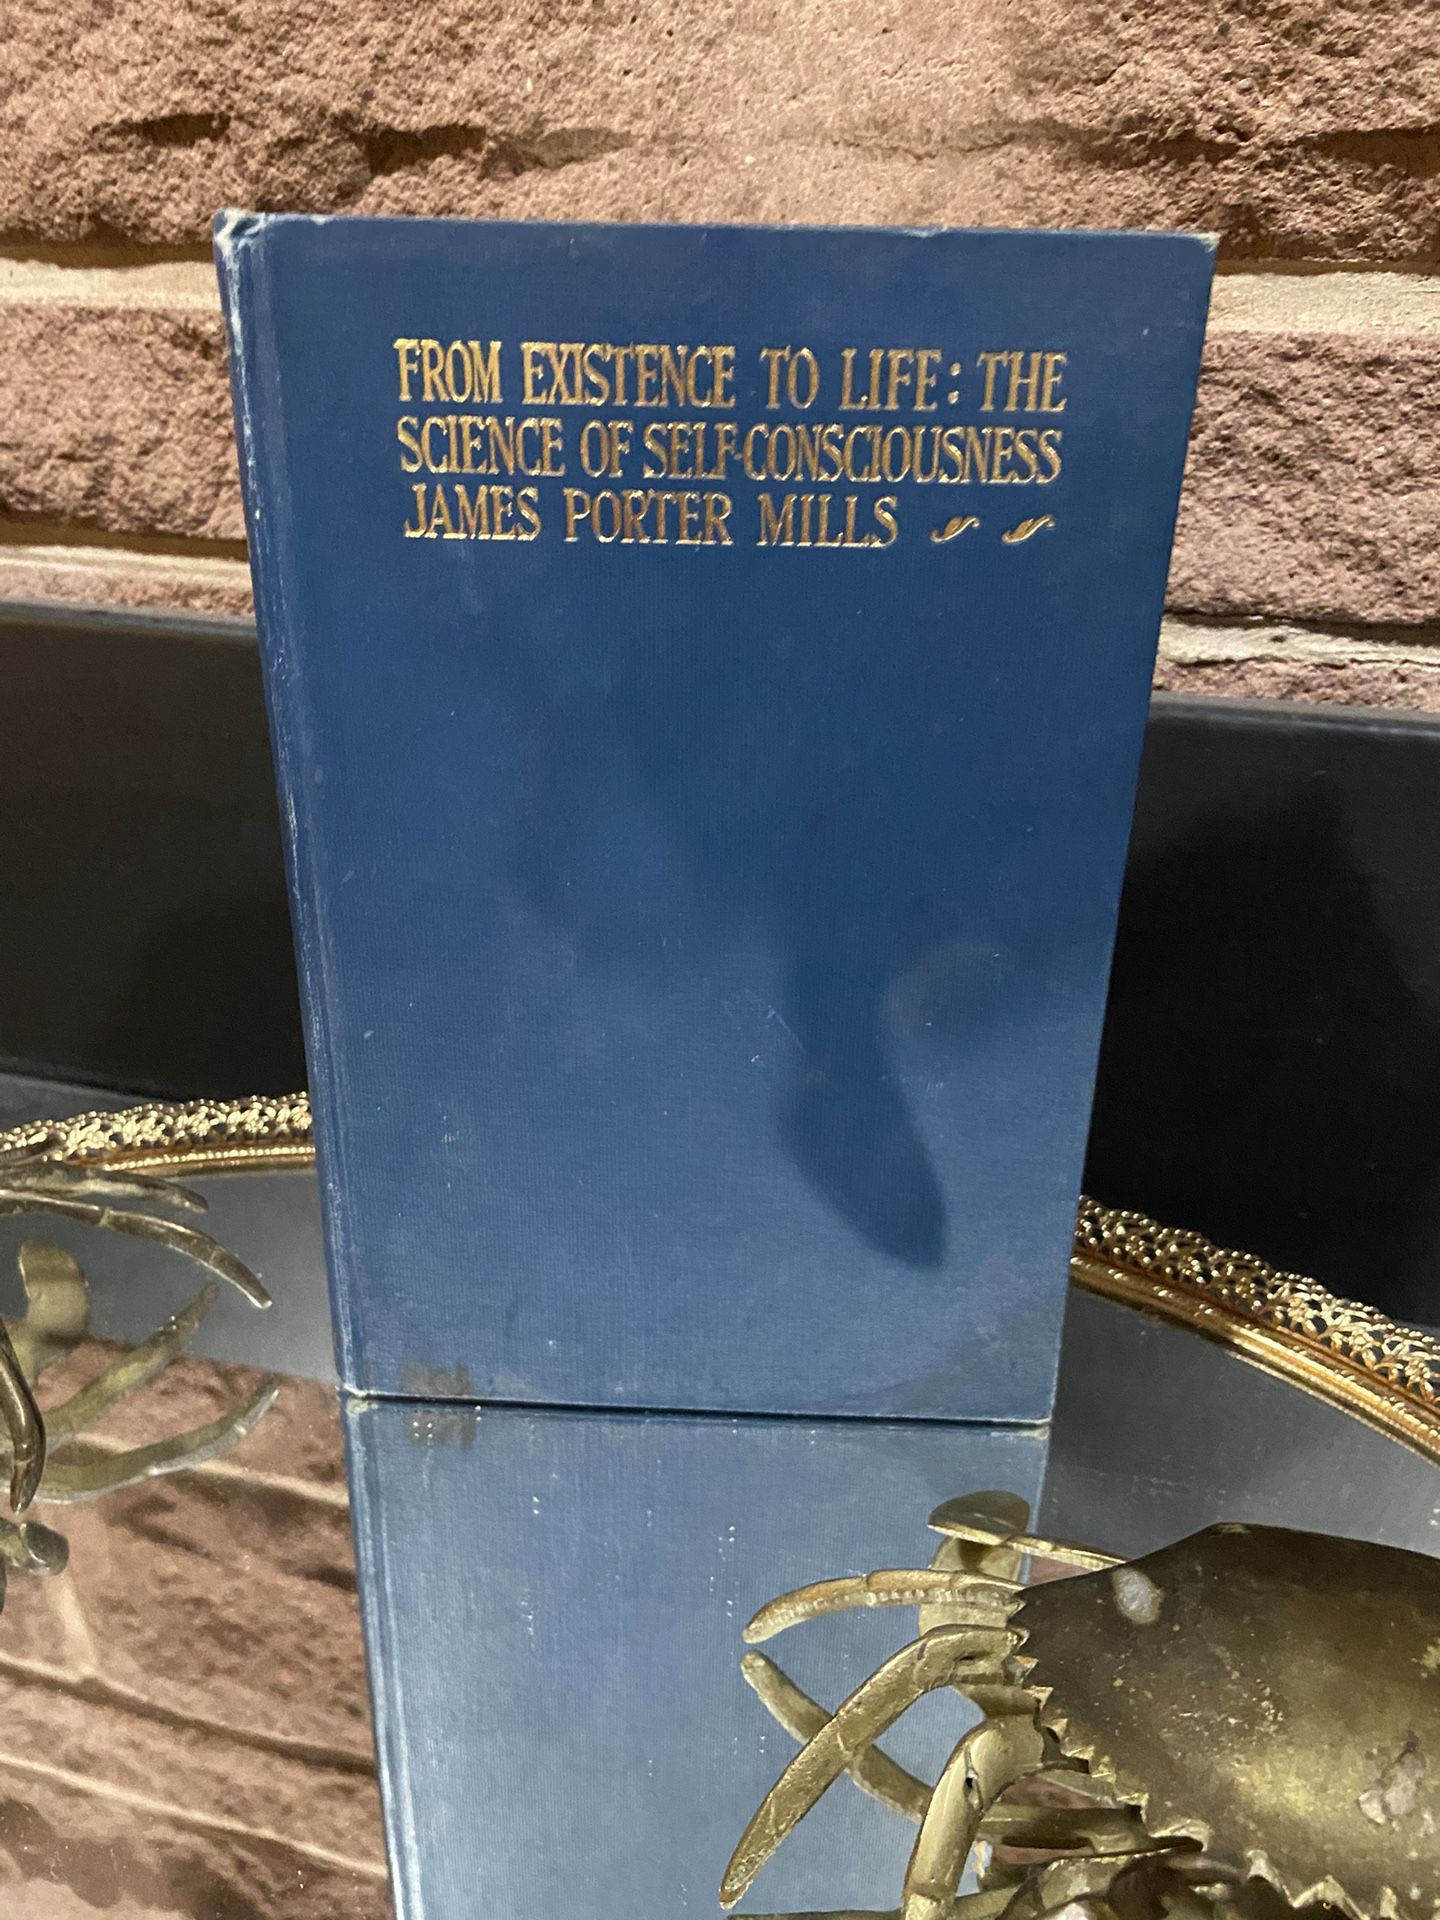 FROM EXISTENCE TO LIFE: THE
SCIENCE OF SELF-CONSCIOUSNESS
JAMES PORTER MILLS